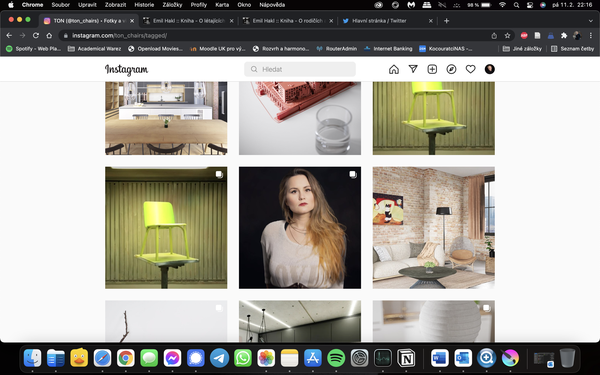 Chrome Soubor Upravit Zobrazit Historie Záložky Profily Karta Okno Nápověda 98 % pá 11. 2. 22:16
TON (@ton_chairs) • Fotky a v Emil Hakl :: Kniha – O létajících Emil Hakl :: Kniha – O rodičích Hlavní stránka / Twitter
instagram.com/ton_chairs/tagged/
Spotify - Web Pla... Academical Warez Openload Movies... Moodle UK pro vý... Rozvrh a harmono... RouterAdmin Internet Banking KocouratciNAS -... Jiné záložky Seznam četby
Instagram Hledat